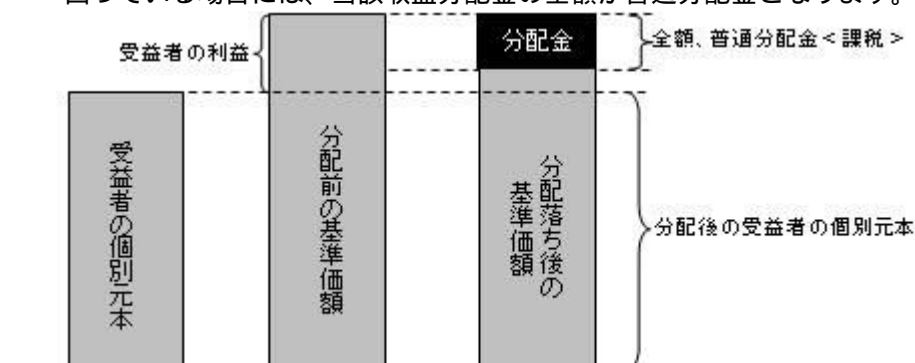 回っている場合には、当該収益分配金の全額が普通分配金となります。
受益者の利益
分配金
全額、普通分配金<課税>
受益者の個別元本
分配前の基準価額
分配落ち後の
基準価額
分配後の受益者の個別元本